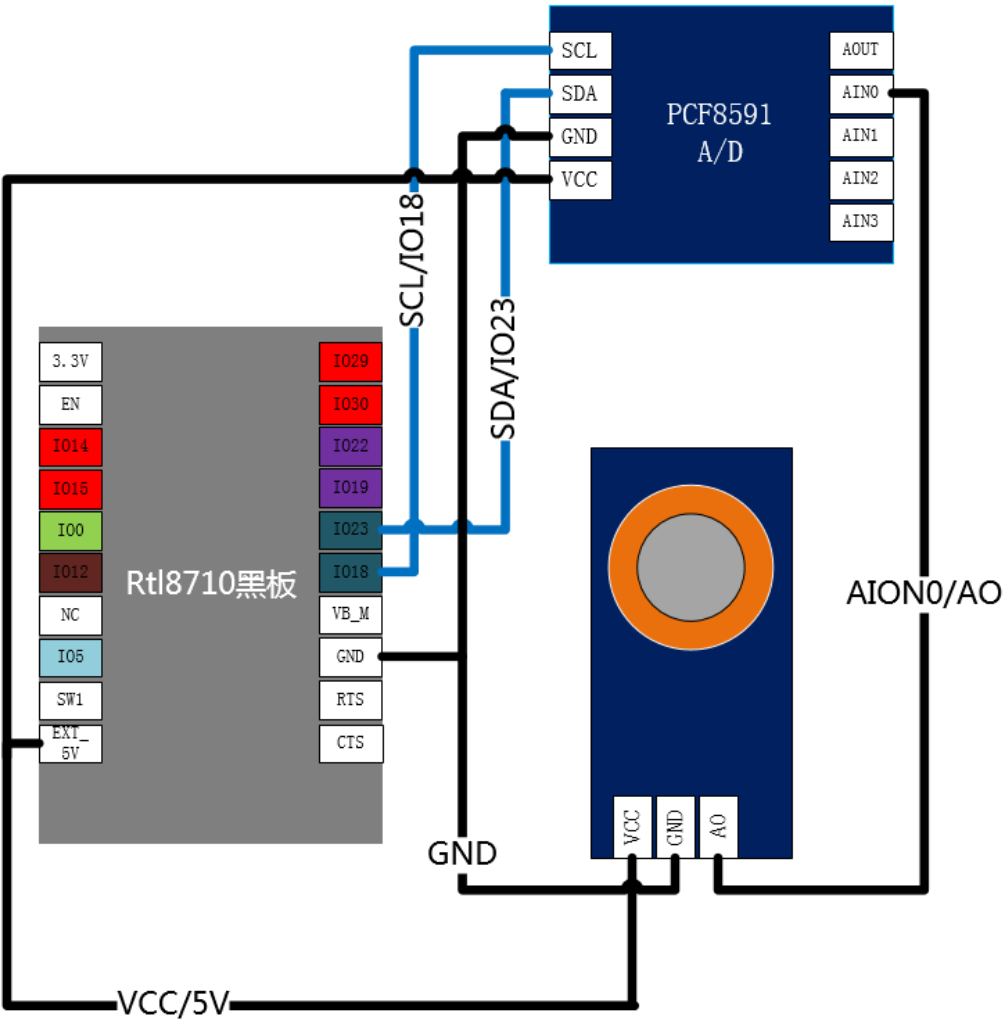 SCL
SDA
GND
VCC
PCF8591
A/D
AOUT
AIN0
AIN1
AIN2
AIN3
SCL/IO18
SDA/IO23
3.3V
EN
IO14
IO15
IO0
IO12
NC
IO5
SW1
EXT_
5V
Rtl8710黑板
IO29
IO30
IO22
IO19
IO23
IO18
VB_M
GND
RTS
CTS
AION0/AO
VCC
GND
AO
GND
VCC/5V